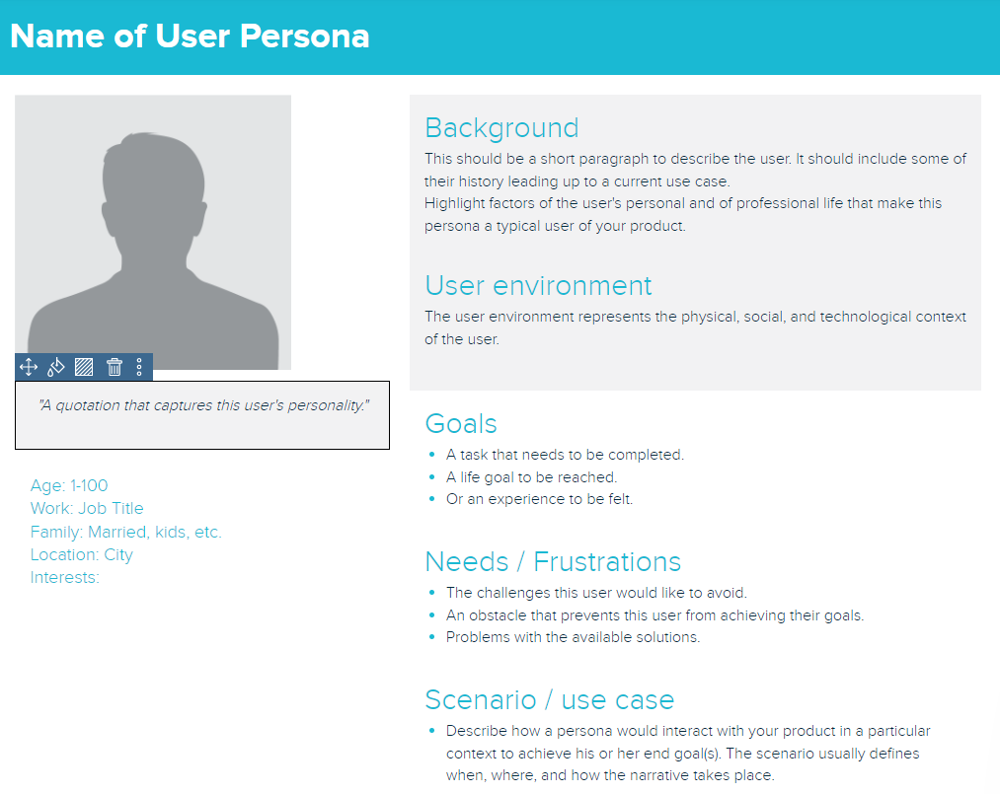 Name of User Persona
"A quotation that captures this user's personality."
Age: 1-100
Work: Job Title
Family: Married, kids, etc.
Location: City
Interests:
Background
This should be a short paragraph to describe the user. It should include some of
their history leading up to a current use case.
Highlight factors of the user's personal and of professional life that make this
persona a typical user of your product.
User environment
The user environment represents the physical, social, and technological context
of the user.
Goals
• A task that needs to be completed.
• A life goal to be reached.
• Or an experience to be felt.
Needs / Frustrations
• The challenges this user would like to avoid.
• An obstacle that prevents this user from achieving their goals.
• Problems with the available solutions.
Scenario / use case
• Describe how a persona would interact with your product in a particular
context to achieve his or her end goal(s). The scenario usually defines
when, where, and how the narrative takes place.